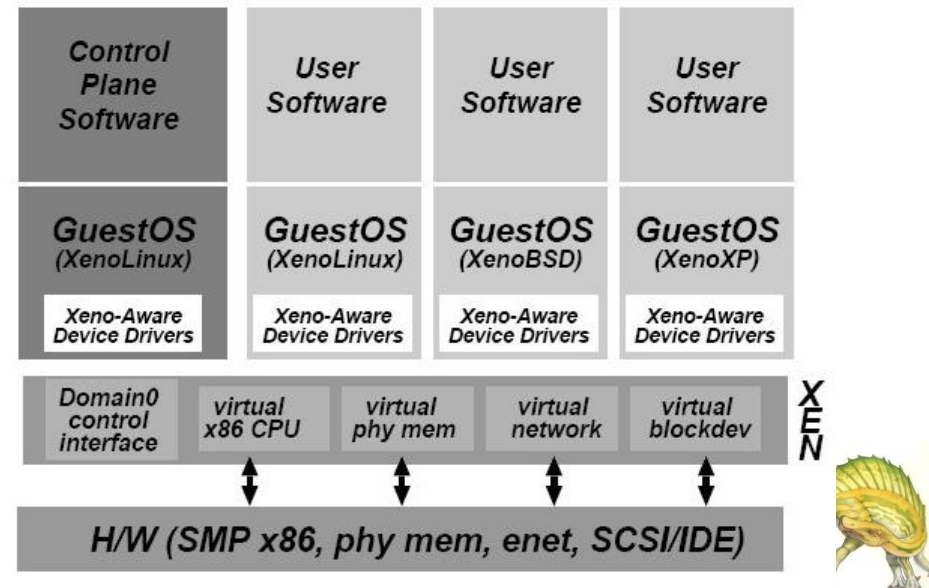 Control
Plane
Software
User
Software
User
Software
User
Software
GuestOS
(XenoLinux)
Xeno-Aware
Device Drivers
GuestOS
(XenoLinux)
Xeno-Aware
Device Drivers
GuestOS
(XenoBSD)
Xeno-Aware
Device Drivers
GuestOS
(XenoXP)
Xeno-Aware
Device Drivers
Domain0
control
interface
virtual
x86 CPU
virtual
phy mem
virtual
network
virtual
blockdev
XEN
H/W (SMP x86, phy mem, enet, SCSI/IDE)